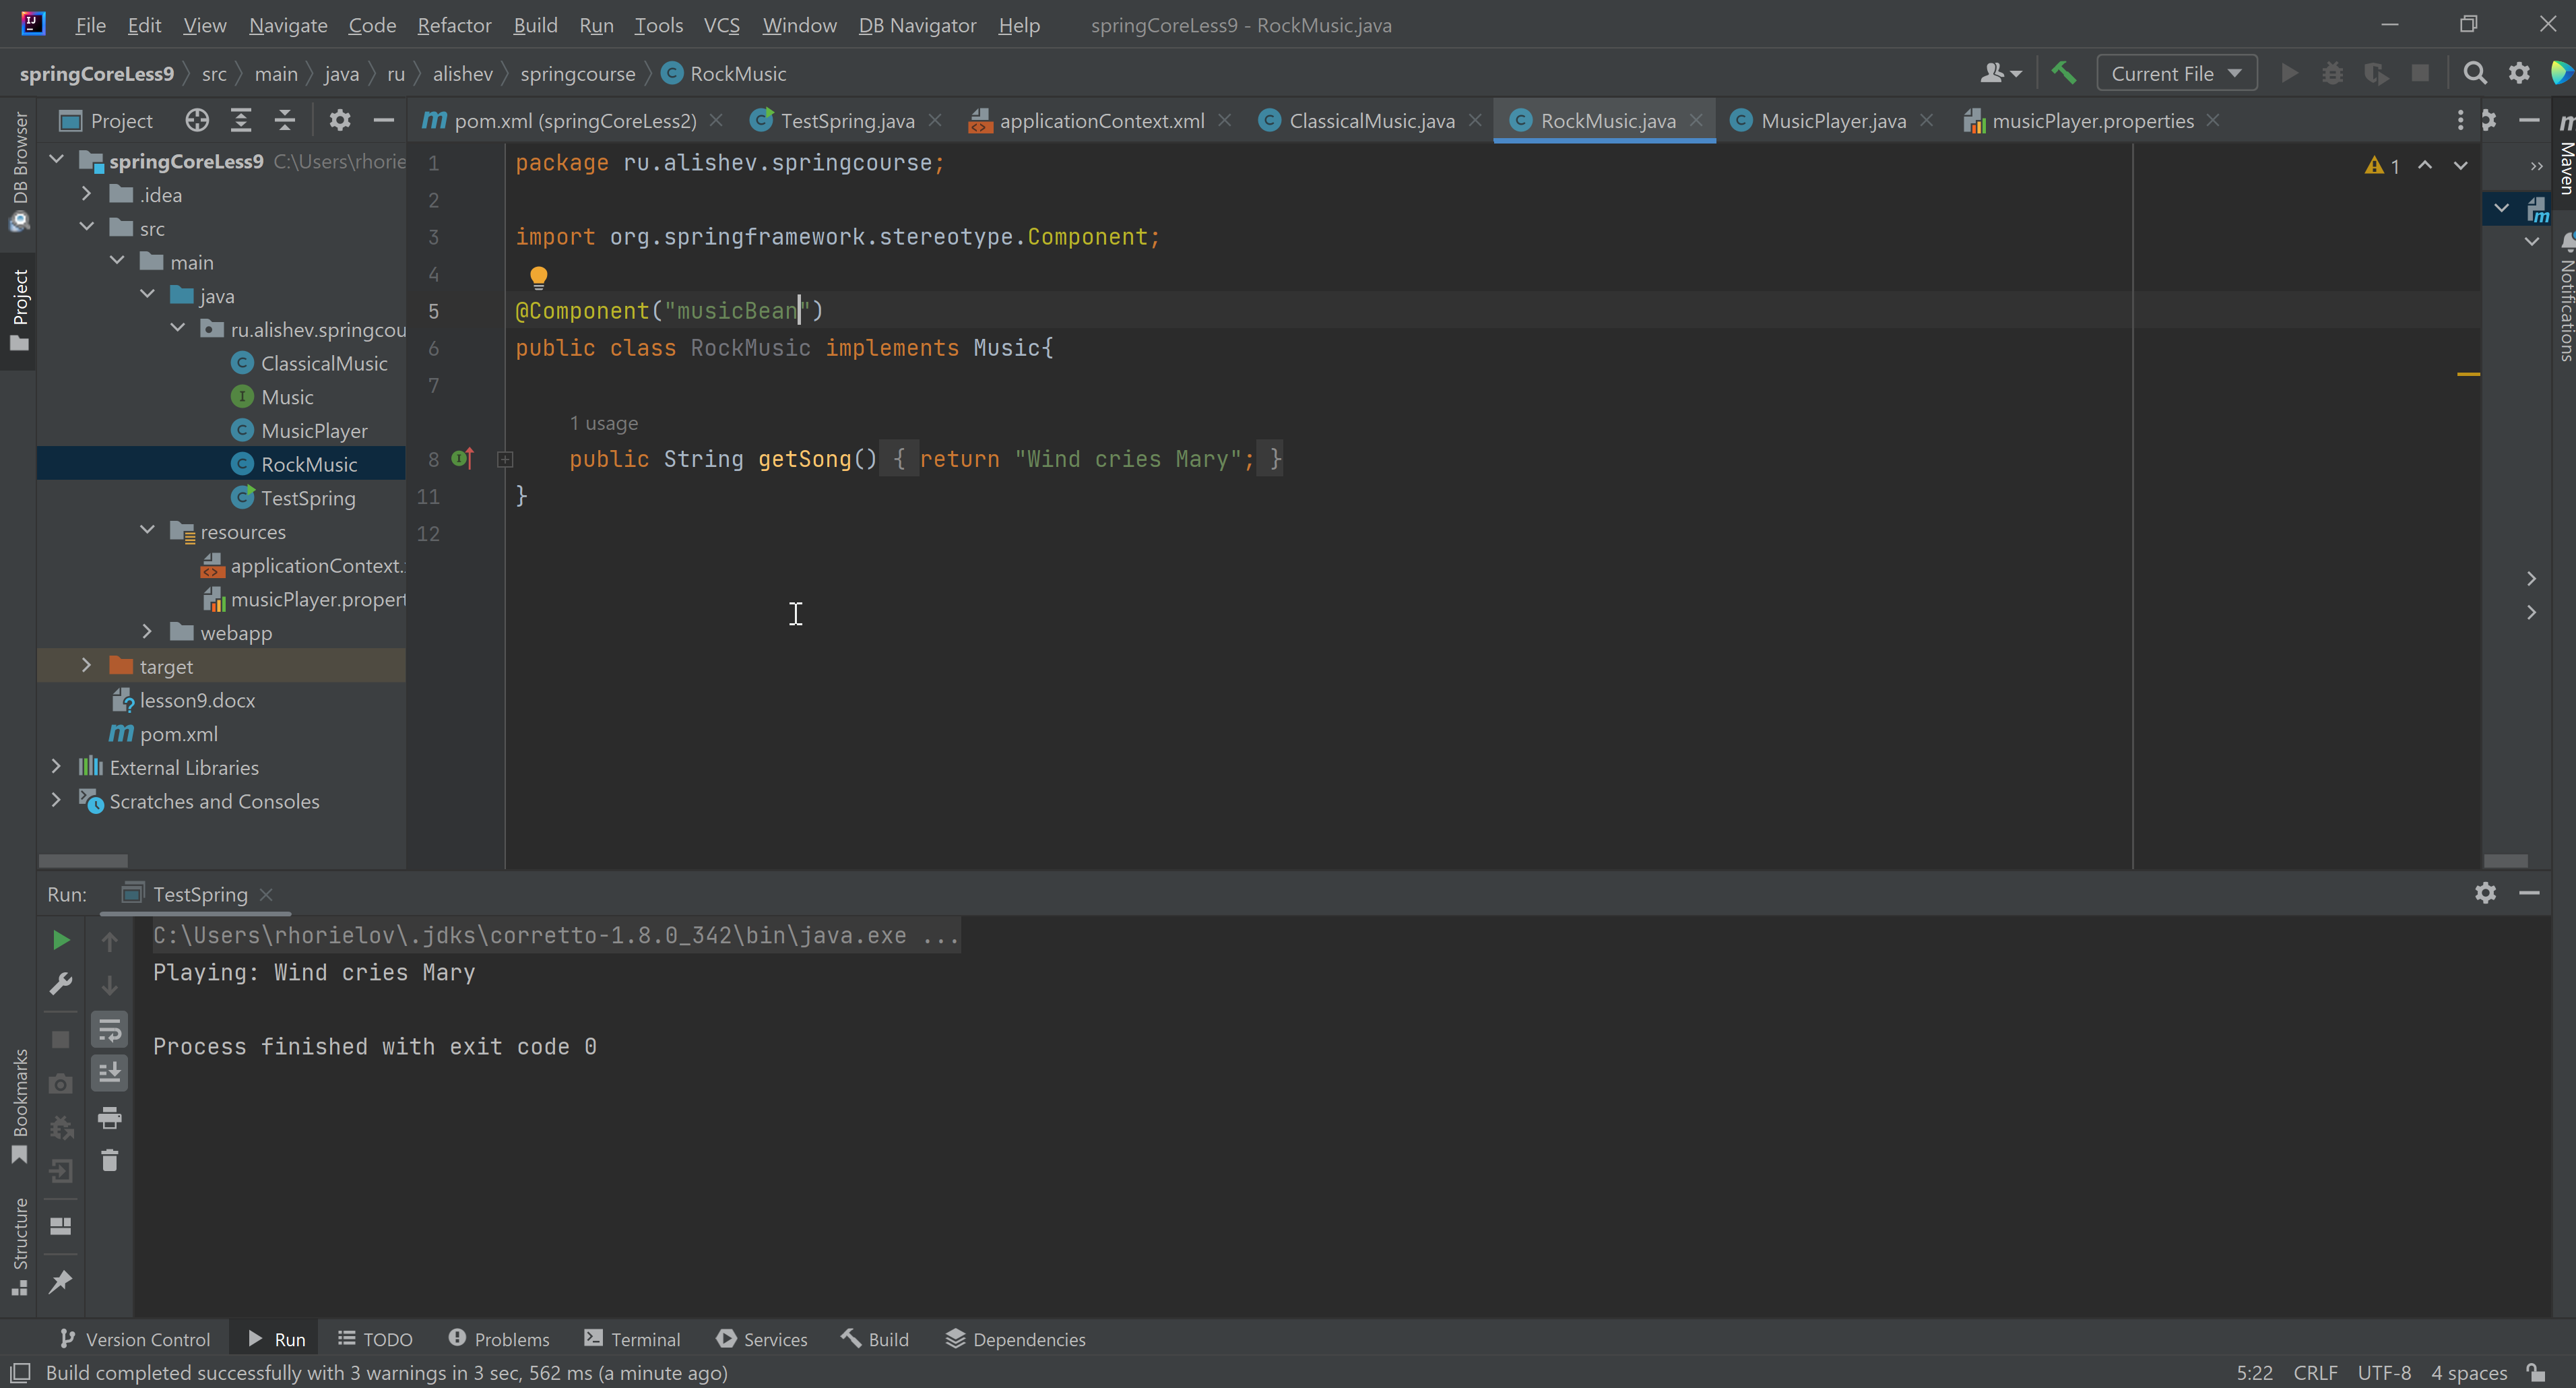 File Edit View Navigate Code Refactor Build Run Tools VCS Window DB Navigator Help springCoreLess9 - RockMusic.java
springCoreLess9 src main java ru alishev springcourse RockMusic Current File
Project
pom.xml (springCoreLess2) TestSpring.java applicationContext.xml ClassicalMusic.java RockMusic.java MusicPlayer.java musicPlayer.properties
DB Browser
Project
Bookmarks
Structure
springCoreLess9 C:\Users\rhorie
.idea
src
main
java
ru.alishev.springcou
ClassicalMusic
Music
MusicPlayer
RockMusic
TestSpring
resources
applicationContext.
musicPlayer.propert
webapp
target
lesson9.docx
pom.xml
External Libraries
Scratches and Consoles
1 package ru.alishev.springcourse;
2
3 import org.springframework.stereotype.Component;
4
5 @Component("musicBean")
6 public class RockMusic implements Music{
7
1 usage
8 public String getSong() { return "Wind cries Mary"; }
11 }
12
1
Maven
Notifications
Run: TestSpring
C:\Users\rhorielov\.jdks\corretto-1.8.0_342\bin\java.exe ...
Playing: Wind cries Mary
Process finished with exit code 0
Version Control Run TODO Problems Terminal Services Build Dependencies
Build completed successfully with 3 warnings in 3 sec, 562 ms (a minute ago) 5:22 CRLF UTF-8 4 spaces